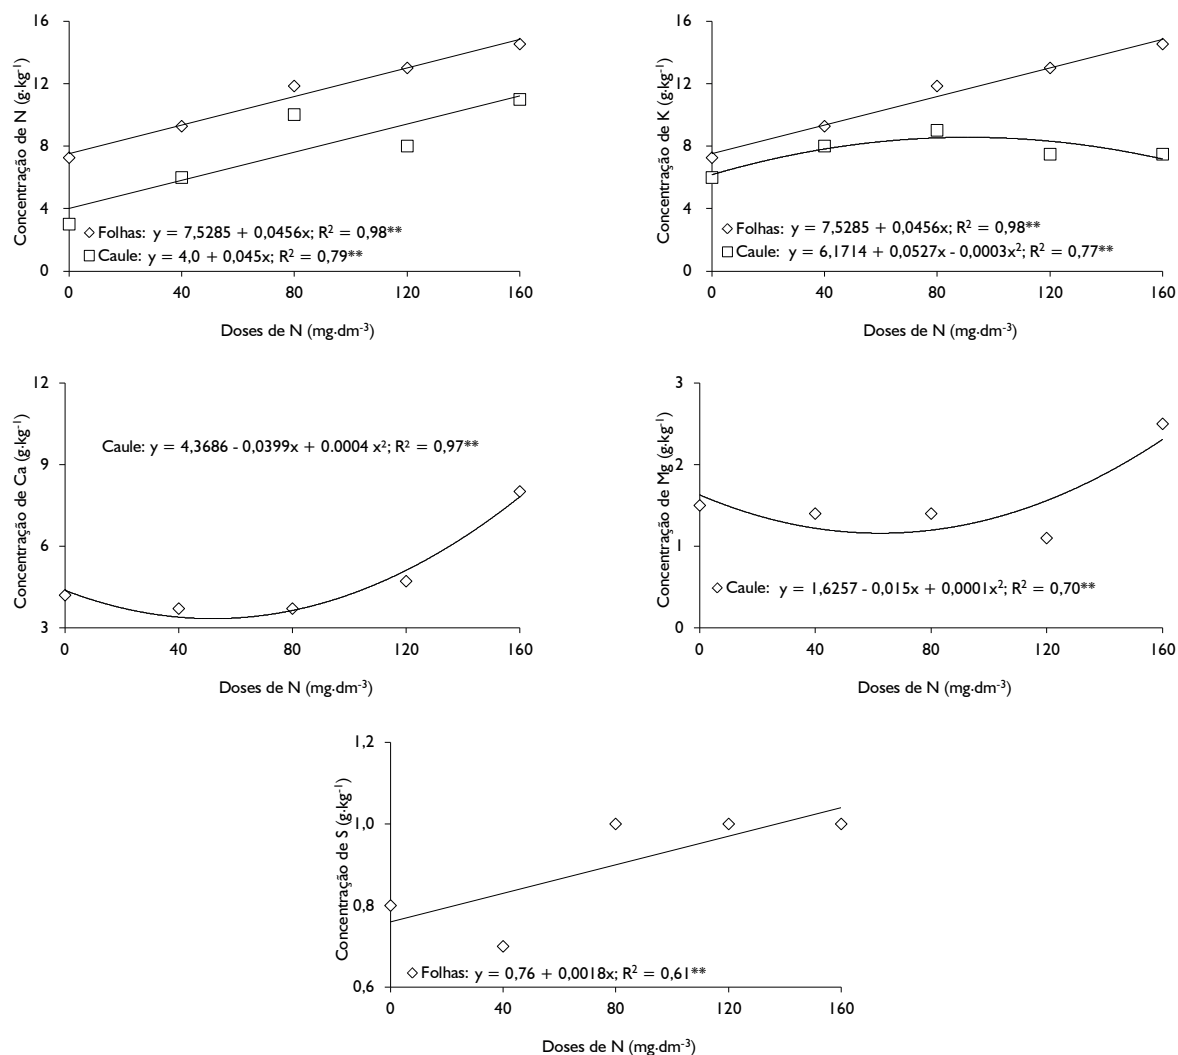 Concentração de N (g·kg⁻¹)
16
12
8
4
0
Folhas: y = 7,5285 + 0,0456x; R² = 0,98**
Caule: y = 4,0 + 0,045x; R² = 0,79**
0 40 80 120 160
Doses de N (mg·dm⁻³)
Concentração de K (g·kg⁻¹)
16
12
8
4
0
Folhas: y = 7,5285 + 0,0456x; R² = 0,98**
Caule: y = 6,1714 + 0,0527x - 0,0003x²; R² = 0,77**
0 40 80 120 160
Doses de N (mg·dm⁻³)
Concentração de Ca (g·kg⁻¹)
12
9
6
3
Caule: y = 4,3686 - 0,0399x + 0.0004 x²; R² = 0,97**
0 40 80 120 160
Doses de N (mg·dm⁻³)
Concentração de Mg (g·kg⁻¹)
3
2
1
0
Caule: y = 1,6257 - 0,015x + 0,0001x²; R² = 0,70**
0 40 80 120 160
Doses de N (mg·dm⁻³)
Concentração de S (g·kg⁻¹)
1,2
1,0
0,8
0,6
Folhas: y = 0,76 + 0,0018x; R² = 0,61**
0 40 80 120 160
Doses de N (mg·dm⁻³)